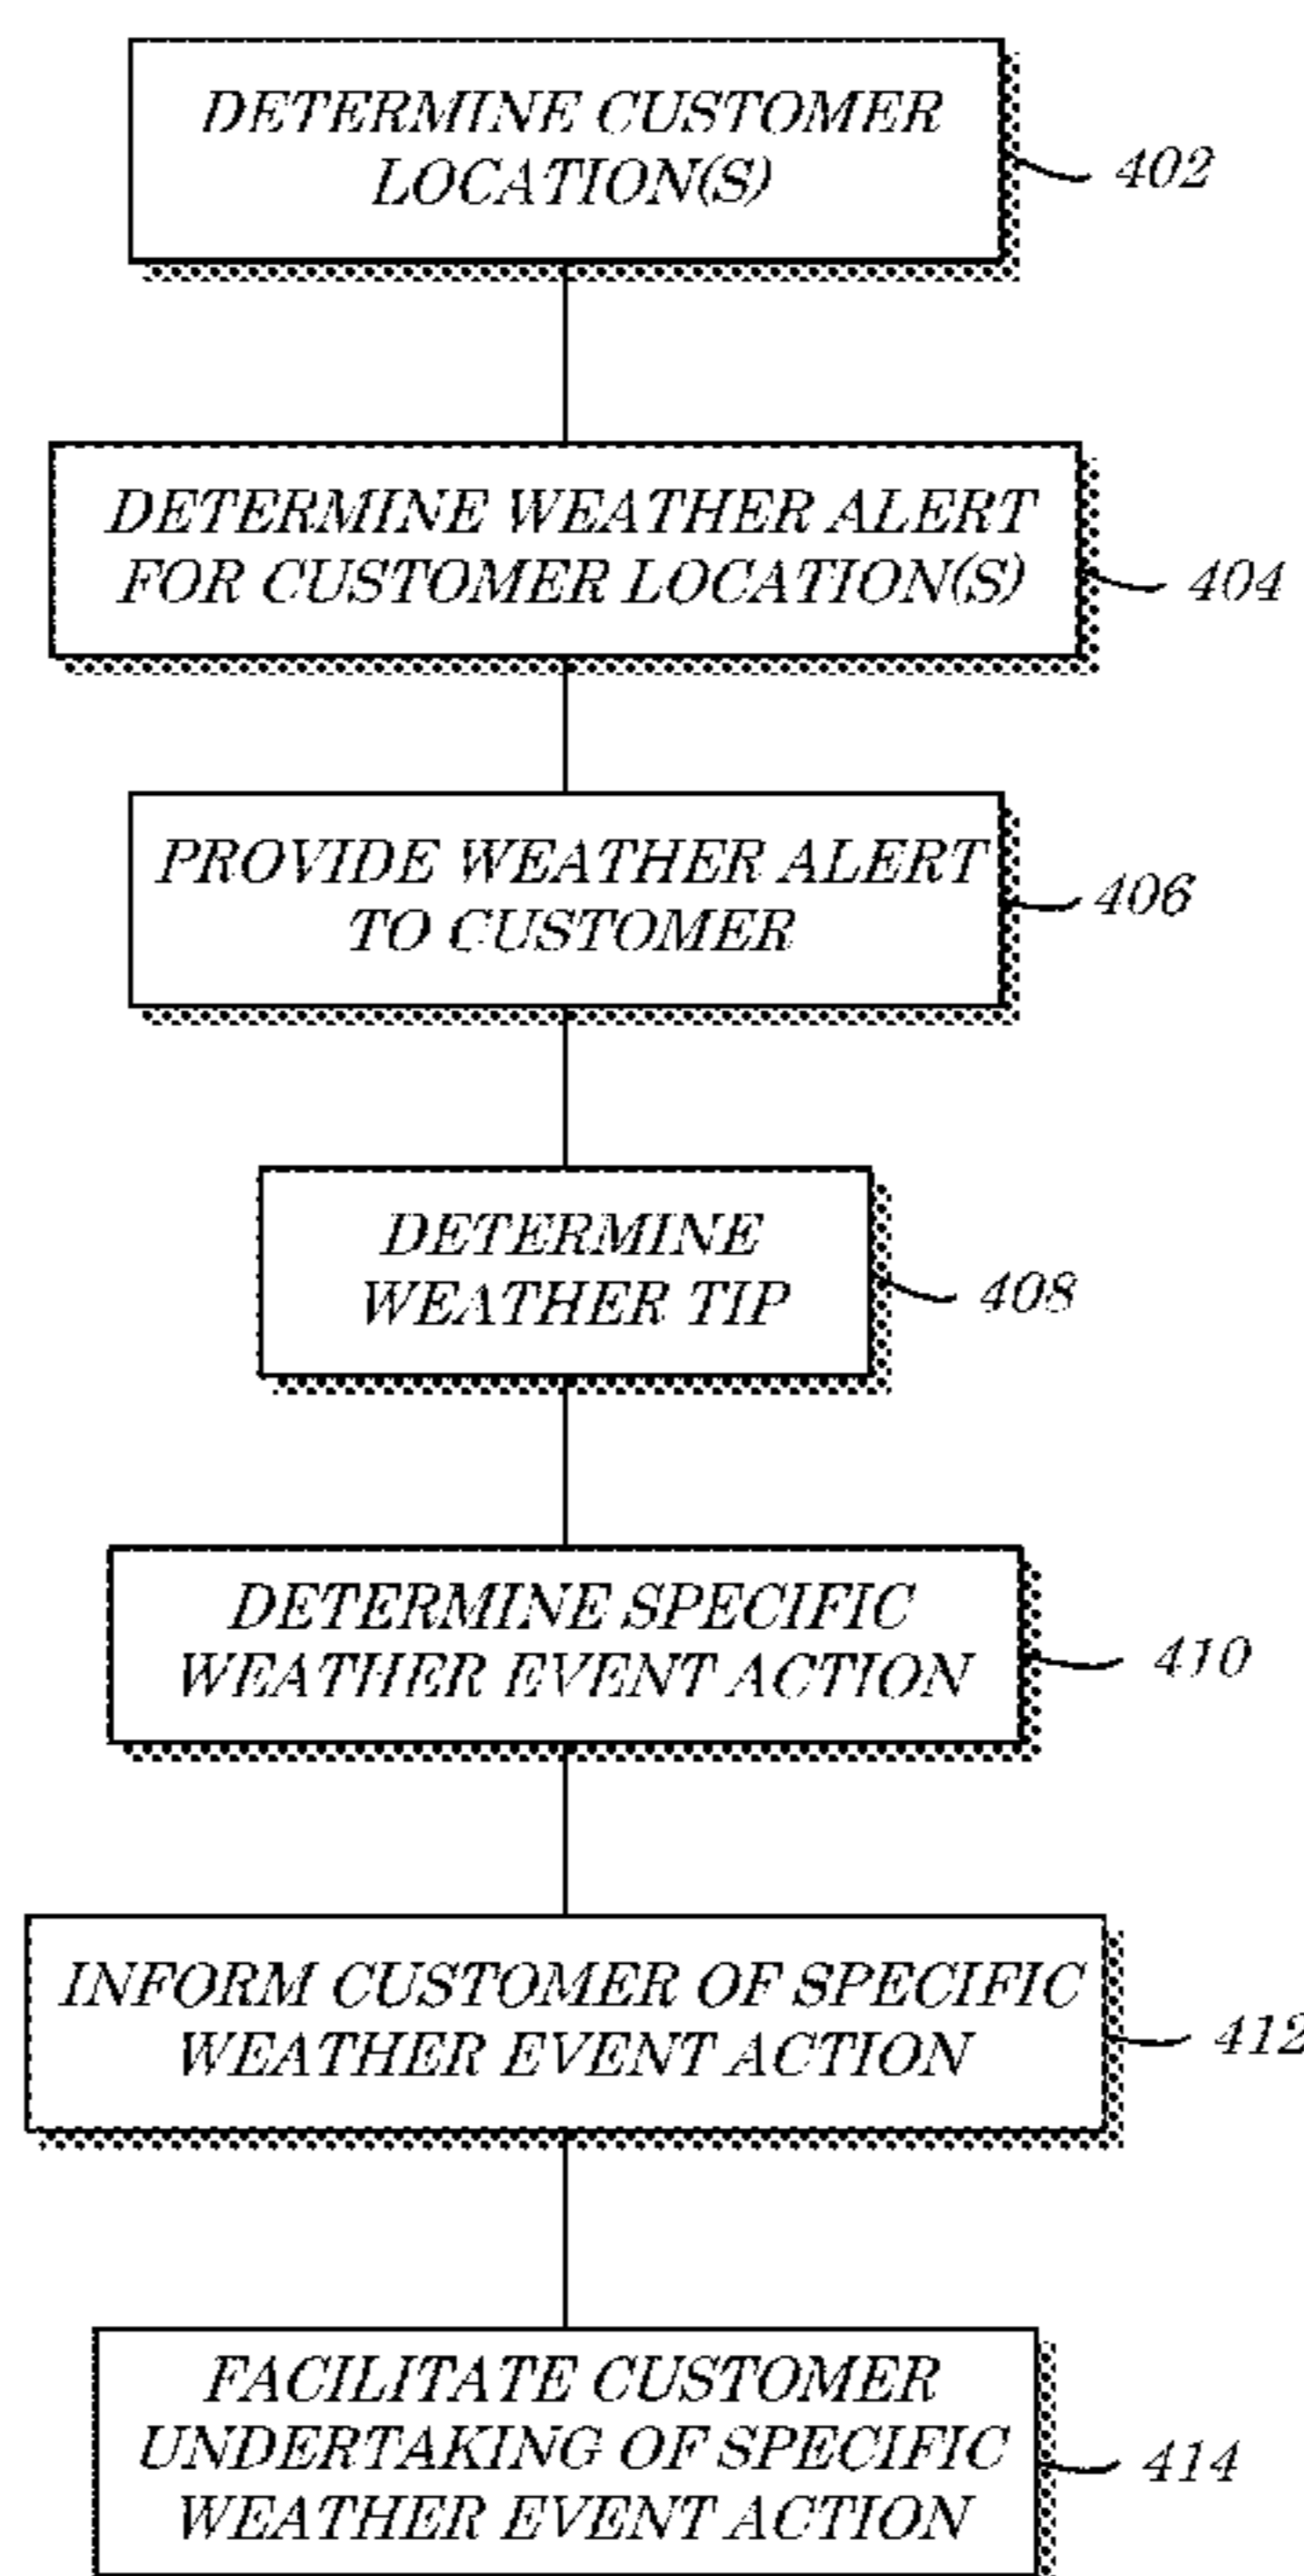 DETERMINE CUSTOMER
LOCATION(S)
402
DETERMINE WEATHER ALERT
FOR CUSTOMER LOCATION(S)
404
PROVIDE WEATHER ALERT
TO CUSTOMER
406
DETERMINE
WEATHER TIP
408
DETERMINE SPECIFIC
WEATHER EVENT ACTION
410
INFORM CUSTOMER OF SPECIFIC
WEATHER EVENT ACTION
412
FACILITATE CUSTOMER
UNDERTAKING OF SPECIFIC
WEATHER EVENT ACTION
414